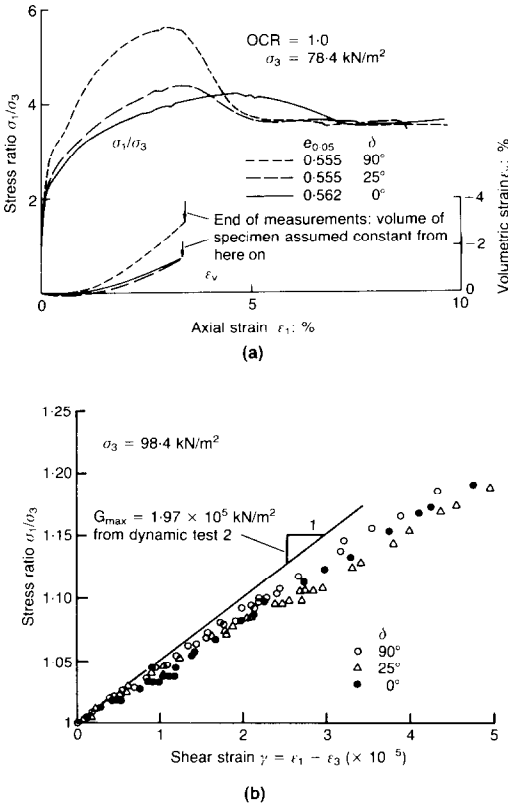 6
4
2
0
Stress ratio σ₁/σ₃
OCR = 1·0
σ₃ = 78·4 kN/m²
σ₁/σ₃
e₀·₀₅ δ
0·555 90°
0·555 25°
0·562 0°
End of measurements: volume of
specimen assumed constant from
here on
εᵥ
−4
−2
0
Volumetric strain εᵥ: %
5
10
Axial strain ε₁: %
(a)
1·25
1·20
1·15
1·10
1·05
1
Stress ratio σ₁/σ₃
σ₃ = 98·4 kN/m²
Gmax = 1·97 × 10⁵ kN/m²
from dynamic test 2
1
δ
90°
25°
0°
0 1 2 3 4 5
Shear strain γ = ε₁ − ε₃ (× 10⁻⁵)
(b)